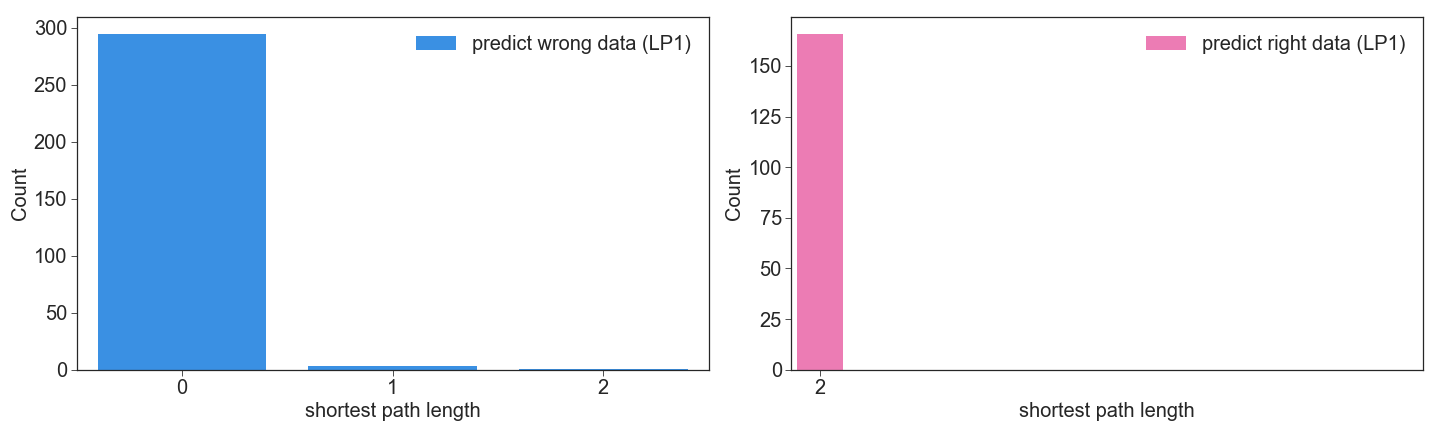 predict wrong data (LP1)
300
250
200
150
100
50
0
Count
0 1 2
shortest path length
predict right data (LP1)
150
125
100
75
50
25
0
Count
2
shortest path length